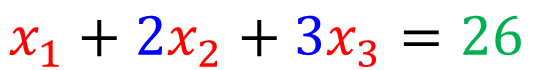 x₁ + 2x₂ + 3x₃ = 26